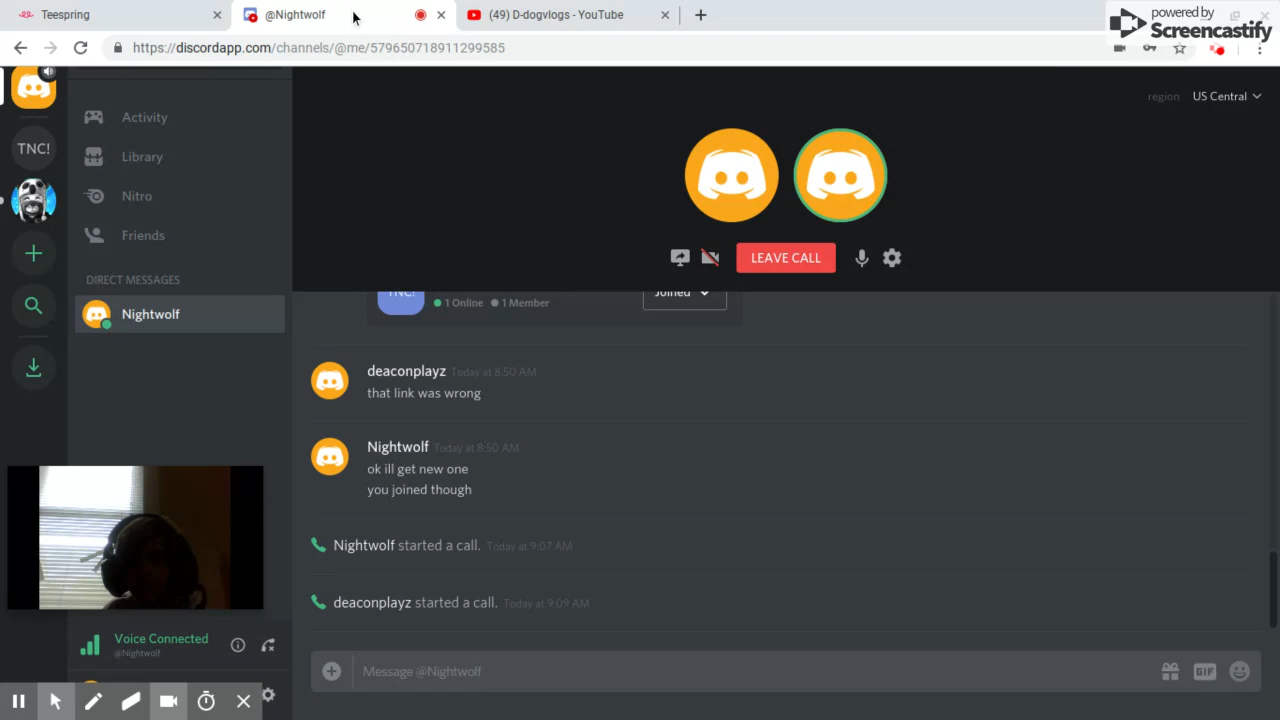 Teespring
@Nightwolf
(49) D-dogvlogs - YouTube
powered by
Screencastify
https://discordapp.com/channels/@me/579650718911299585
region US Central
TNC!
Activity
Library
Nitro
Friends
DIRECT MESSAGES
Nightwolf
LEAVE CALL
TNC!
1 Online 1 Member
Joined
deaconplayz Today at 8:50 AM
that link was wrong
Nightwolf Today at 8:50 AM
ok ill get new one
you joined though
Nightwolf started a call. Today at 9:07 AM
deaconplayz started a call. Today at 9:09 AM
Voice Connected
@Nightwolf
Message @Nightwolf
GIF